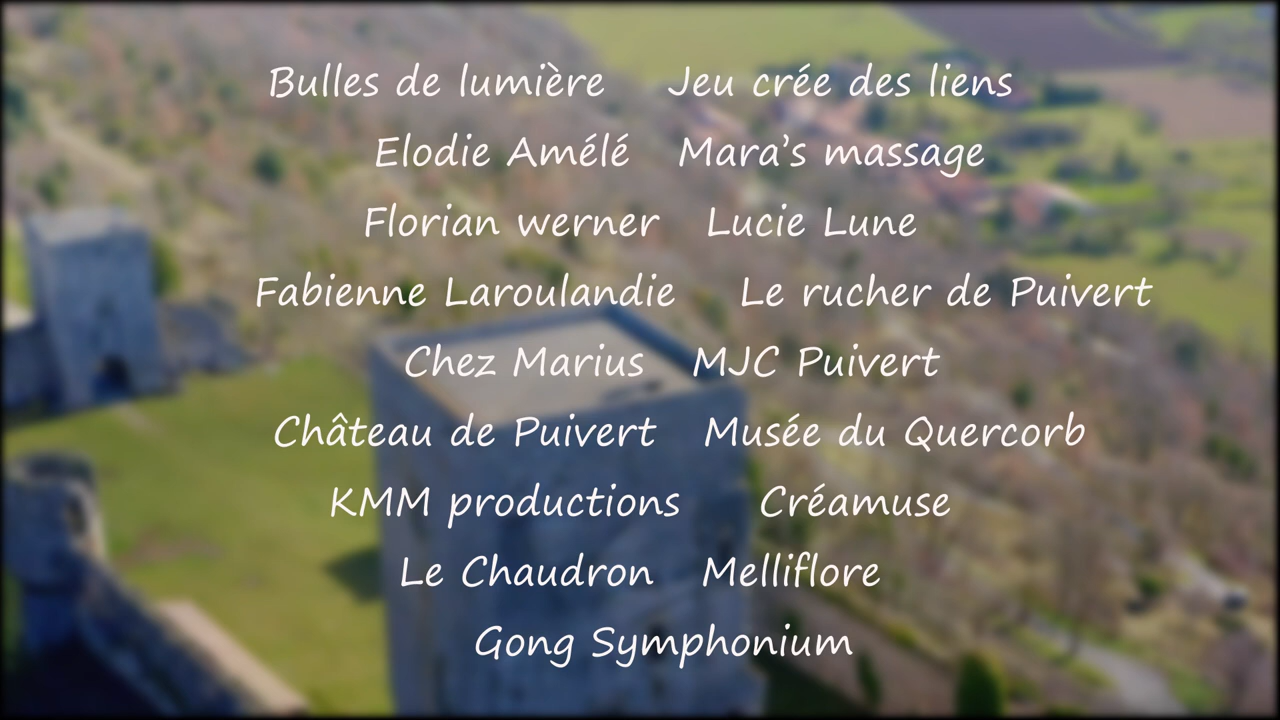 Bulles de lumière Jeu crée des liens
Elodie Amélé Mara's massage
Florian werner Lucie Lune
Fabienne Laroulandie Le rucher de Puivert
Chez Marius MJC Puivert
Château de Puivert Musée du Quercorb
KMM productions Créamuse
Le Chaudron Melliflore
Gong Symphonium